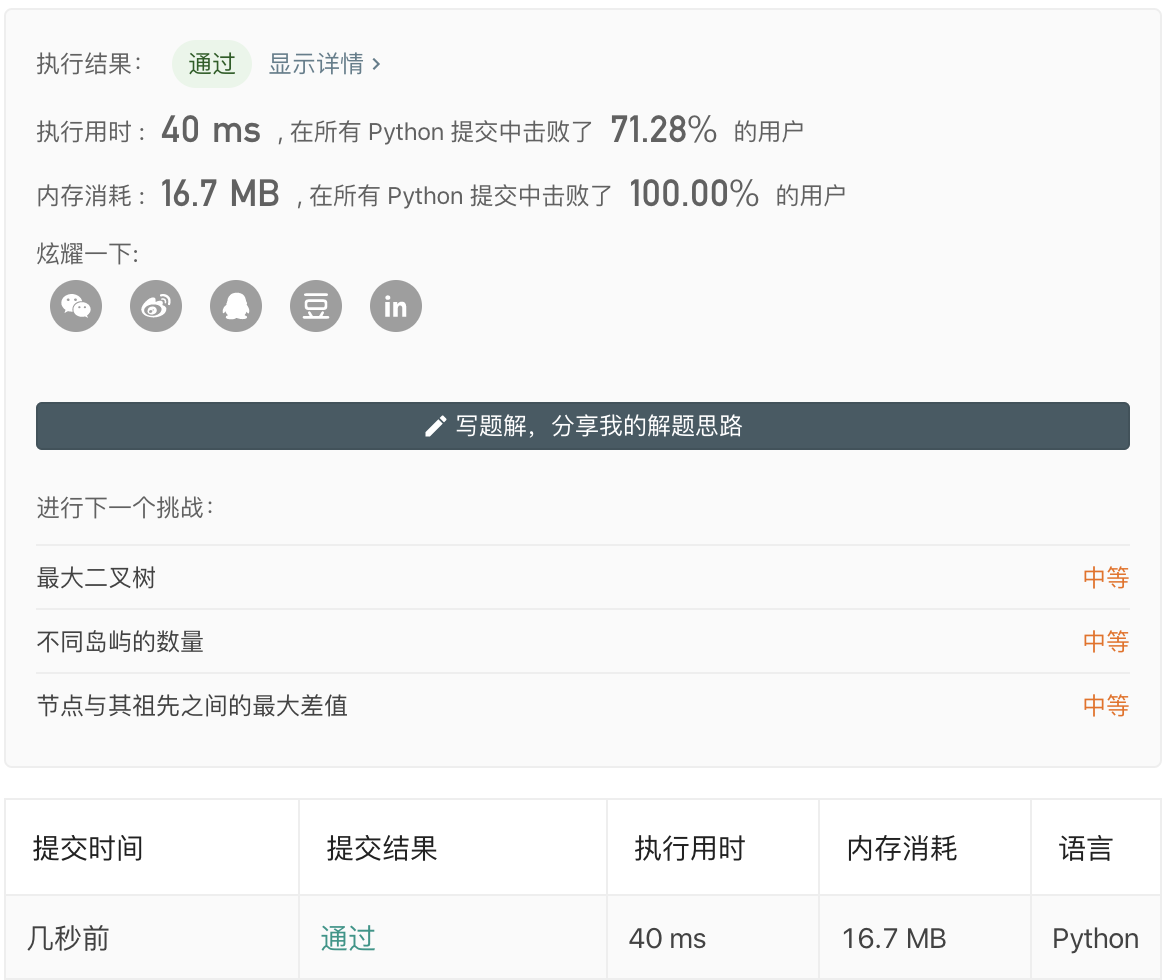 执行结果： 通过 显示详情 ›
执行用时 : 40 ms , 在所有 Python 提交中击败了 71.28% 的用户
内存消耗 : 16.7 MB , 在所有 Python 提交中击败了 100.00% 的用户
炫耀一下:
豆 in
写题解，分享我的解题思路
进行下一个挑战：
最大二叉树 中等
不同岛屿的数量 中等
节点与其祖先之间的最大差值 中等
提交时间 提交结果 执行用时 内存消耗 语言
几秒前 通过 40 ms 16.7 MB Python